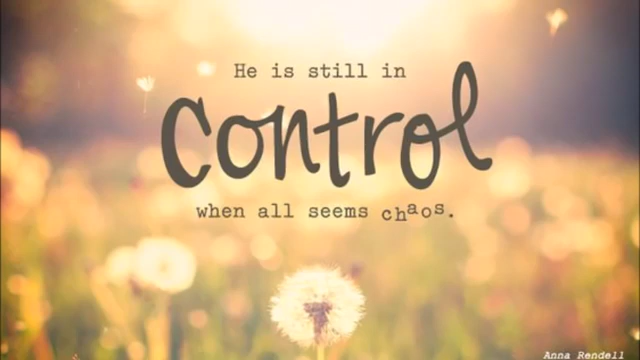 He is still in
Control
when all seems chaos.
Anna Rendell